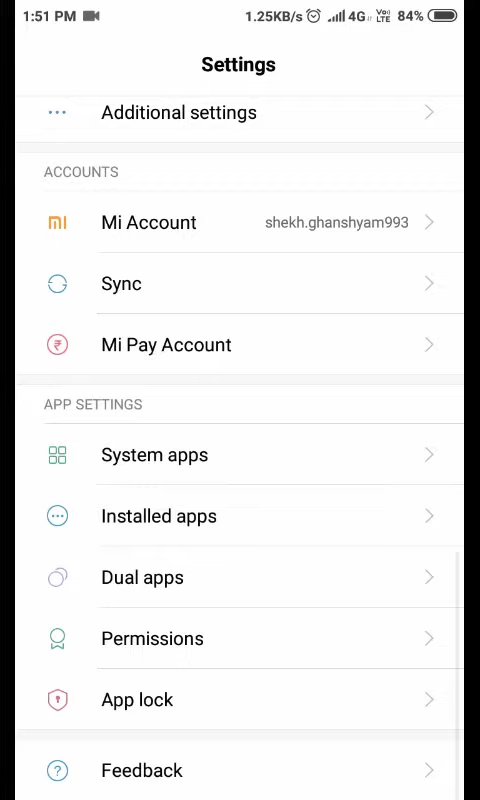 1:51 PM 1.25KB/s 4G VoLTE 84%
Settings
Additional settings
ACCOUNTS
Mi Account shekh.ghanshyam993
Sync
Mi Pay Account
APP SETTINGS
System apps
Installed apps
Dual apps
Permissions
App lock
Feedback